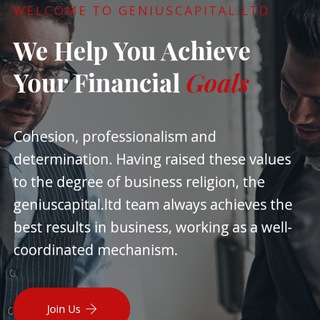 WELCOME TO GENIUSCAPITAL.LTD
We Help You Achieve
Your Financial Goals
Cohesion, professionalism and
determination. Having raised these values
to the degree of business religion, the
geniuscapital.ltd team always achieves the
best results in business, working as a well-
coordinated mechanism.
Join Us